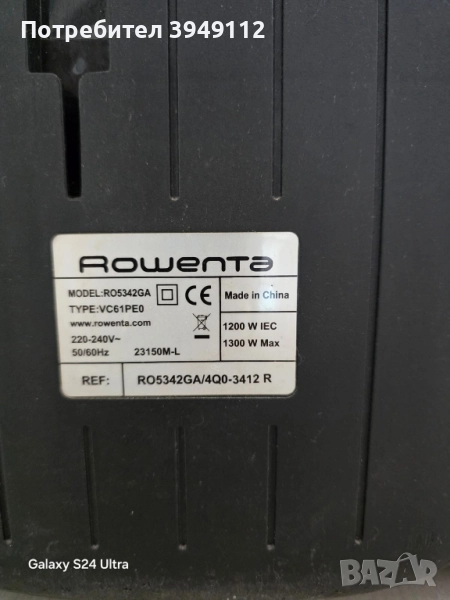 Потребител 3949112
Rowenta
MODEL:RO5342GA
TYPE:VC61PE0
www.rowenta.com
220-240V~
50/60Hz 23150M-L
CE
Made in China
1200 W IEC
1300 W Max
REF: RO5342GA/4Q0-3412 R
Galaxy S24 Ultra
BAZAR